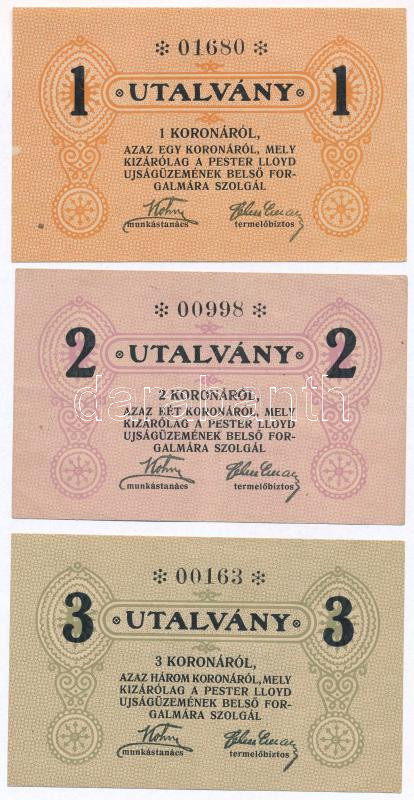 * 01680 *
1 UTALVÁNY 1
1 KORONÁRÓL,
AZAZ EGY KORONÁRÓL, MELY
KIZÁRÓLAG A PESTER LLOYD
UJSÁGÜZEMÉNEK BELSŐ FOR-
GALMÁRA SZOLGÁL
munkástanács termelőbiztos
* 00998 *
2 UTALVÁNY 2
2 KORONÁRÓL,
AZAZ KÉT KORONÁRÓL, MELY
KIZÁRÓLAG A PESTER LLOYD
UJSÁGÜZEMÉNEK BELSŐ FOR-
GALMÁRA SZOLGÁL
munkástanács termelőbiztos
darabanth
* 00163 *
3 UTALVÁNY 3
3 KORONÁRÓL,
AZAZ HÁROM KORONÁRÓL, MELY
KIZÁRÓLAG A PESTER LLOYD
UJSÁGÜZEMÉNEK BELSŐ FOR-
GALMÁRA SZOLGÁL
munkástanács termelőbiztos